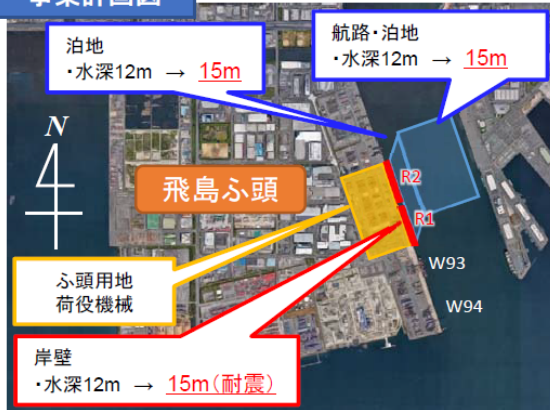 事業計画図
泊地
・水深12m → 15m
航路・泊地
・水深12m → 15m
N
飛島ふ頭
R2
R1
ふ頭用地
荷役機械
W93
W94
岸壁
・水深12m → 15m(耐震)